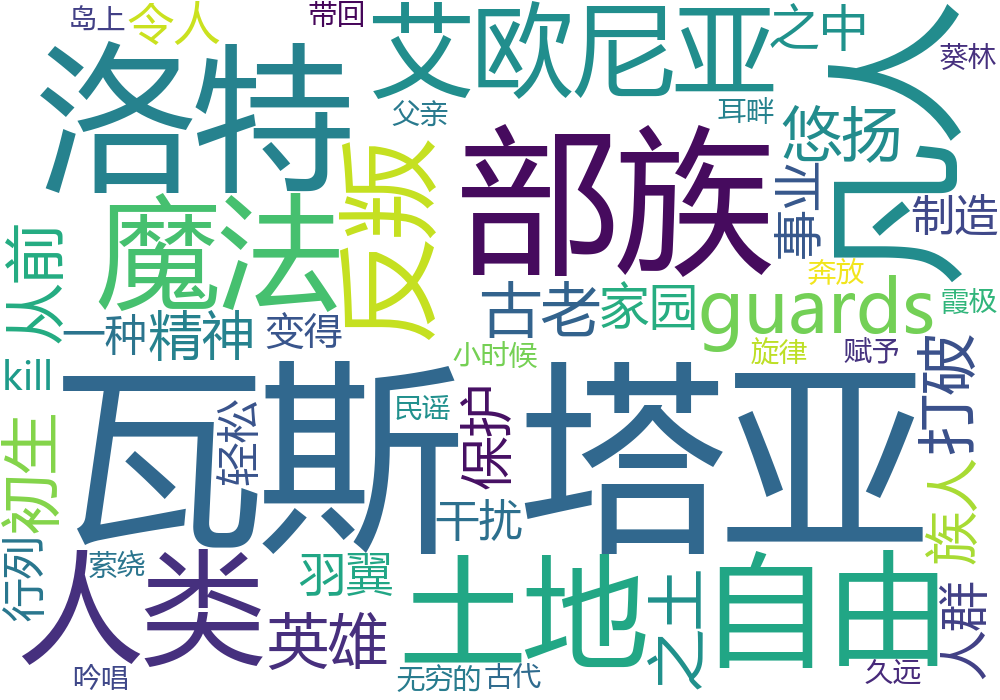 岛上
令人
带回
艾欧尼亚
之中
凡人
葵林
洛特
父亲
耳畔
悠扬
部族
反叛
事业
制造
魔法
从前
奔放
古老
家园
guards
霞极
一种
精神
变得
小时候
旋律
赋予
kill
打破
瓦斯塔亚
民谣
保护
轻松
初生
族人
干扰
行列
萦绕
人类
羽翼
土地
之士
自由
人群
英雄
吟唱
无穷的
古代
久远